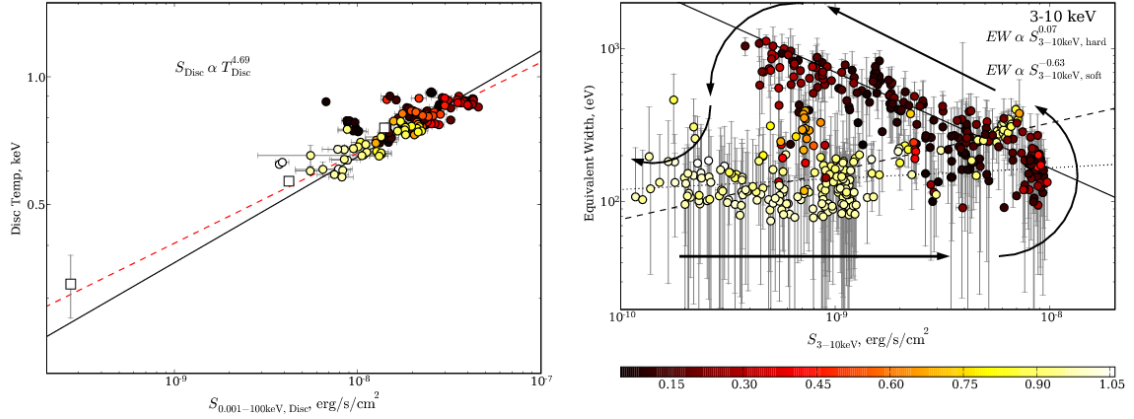 1.0
0.5
Disc Temp, keV
S_Disc ∝ T_Disc^4.69
10^-9
10^-8
10^-7
S_0.001−100keV, Disc, erg/s/cm^2
3-10 keV
EW ∝ S_3−10keV, hard^0.07
EW ∝ S_3−10keV, soft^−0.63
10^3
10^2
Equivalent Width, (eV)
10^-10
10^-9
10^-8
S_3−10keV, erg/s/cm^2
0.15 0.30 0.45 0.60 0.75 0.90 1.05